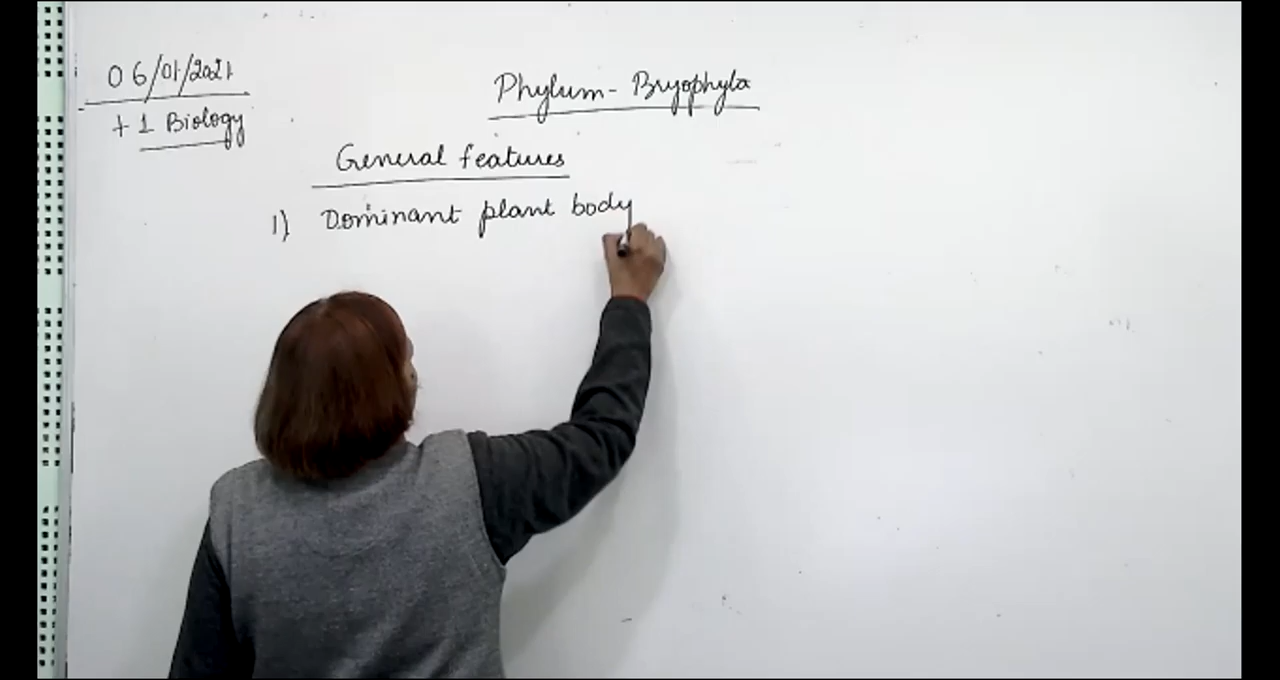 06/01/2021
+1 Biology
Phylum - Bryophyta
General features
1) Dominant plant body